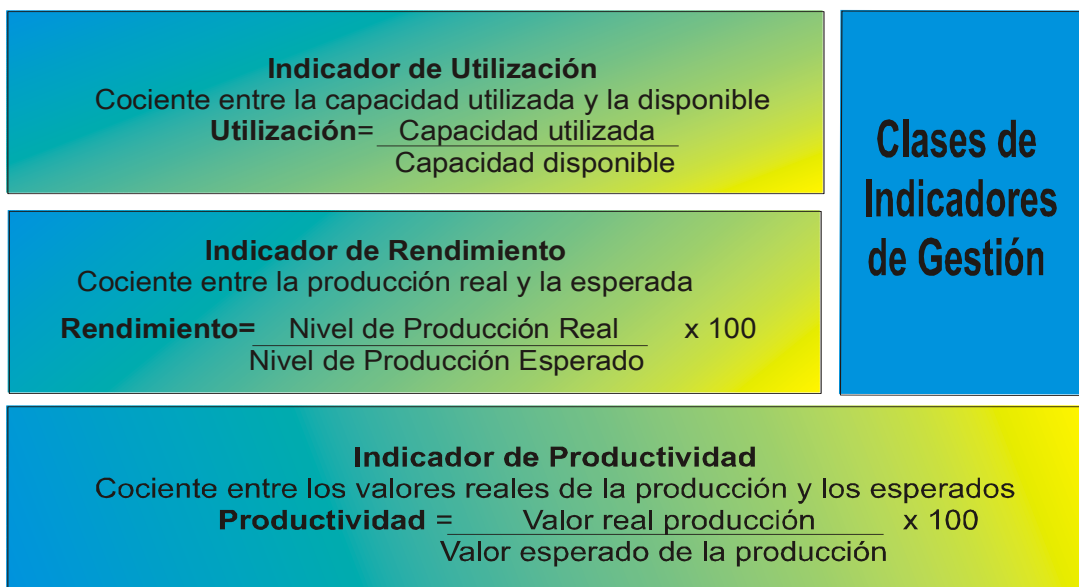 Indicador de Utilización
Cociente entre la capacidad utilizada y la disponible
Utilización= Capacidad utilizada
Capacidad disponible
Clases de
Indicadores
de Gestión
Indicador de Rendimiento
Cociente entre la producción real y la esperada
Rendimiento= Nivel de Producción Real x 100
Nivel de Producción Esperado
Indicador de Productividad
Cociente entre los valores reales de la producción y los esperados
Productividad = Valor real producción x 100
Valor esperado de la producción